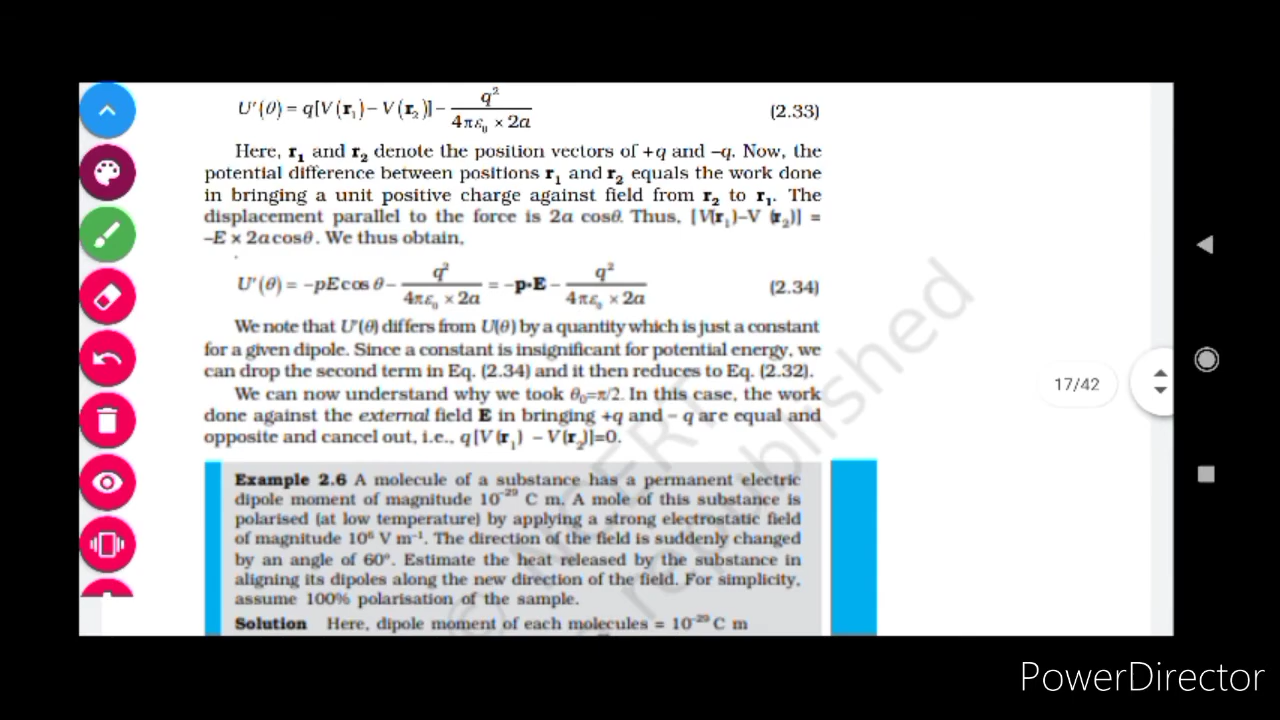 U′(θ) = q[V(r₁) − V(r₂)] − q² / 4πε₀ × 2a (2.33)
Here, r₁ and r₂ denote the position vectors of +q and –q. Now, the
potential difference between positions r₁ and r₂ equals the work done
in bringing a unit positive charge against field from r₂ to r₁. The
displacement parallel to the force is 2a cosθ. Thus, [V(r₁)–V (r₂)] =
–E × 2a cosθ. We thus obtain,
U′(θ) = −pE cos θ − q² / 4πε₀ × 2a = −p·E − q² / 4πε₀ × 2a (2.34)
We note that U′(θ) differs from U(θ) by a quantity which is just a constant
for a given dipole. Since a constant is insignificant for potential energy, we
can drop the second term in Eq. (2.34) and it then reduces to Eq. (2.32).
We can now understand why we took θ₀=π/2. In this case, the work
done against the external field E in bringing +q and – q are equal and
opposite and cancel out, i.e., q [V (r₁) – V (r₂)]=0.
17/42
Example 2.6 A molecule of a substance has a permanent electric
dipole moment of magnitude 10⁻²⁹ C m. A mole of this substance is
polarised (at low temperature) by applying a strong electrostatic field
of magnitude 10⁶ V m⁻¹. The direction of the field is suddenly changed
by an angle of 60º. Estimate the heat released by the substance in
aligning its dipoles along the new direction of the field. For simplicity,
assume 100% polarisation of the sample.
Solution Here, dipole moment of each molecules = 10⁻²⁹ C m
© NCERT
republished
PowerDirector